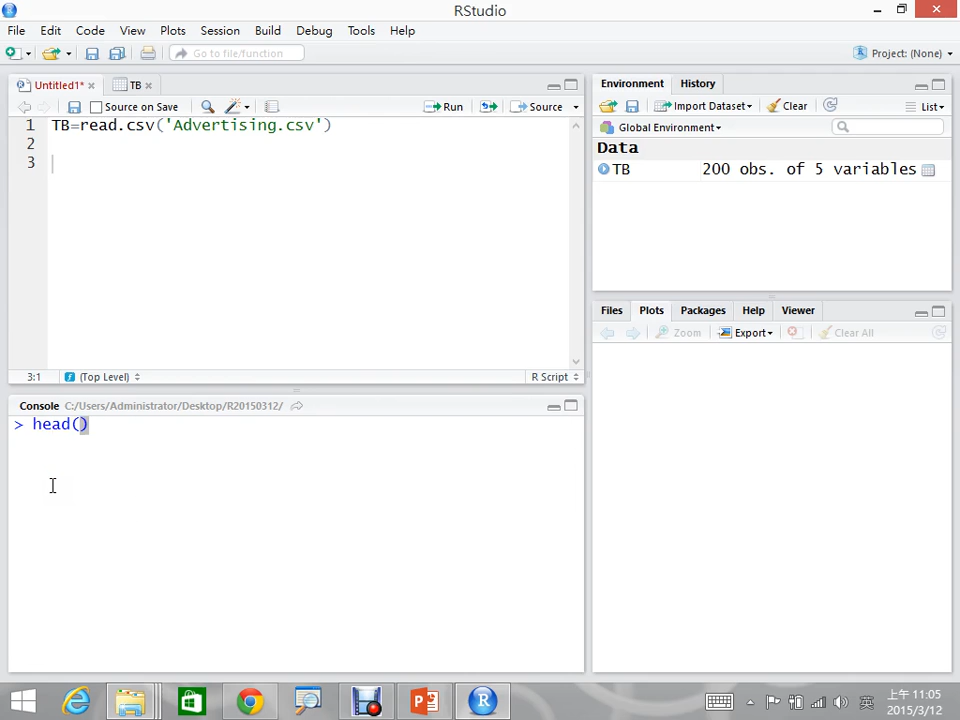 RStudio
File Edit Code View Plots Session Build Debug Tools Help
Go to file/function
Project: (None)
Untitled1* TB
Source on Save Run Source
1 TB=read.csv('Advertising.csv')
2
3
3:1 (Top Level) R Script
Console C:/Users/Administrator/Desktop/R20150312/
> head()
Environment History
Import Dataset Clear List
Global Environment
Data
TB 200 obs. of 5 variables
Files Plots Packages Help Viewer
Zoom Export Clear All
英
上午 11:05
2015/3/12